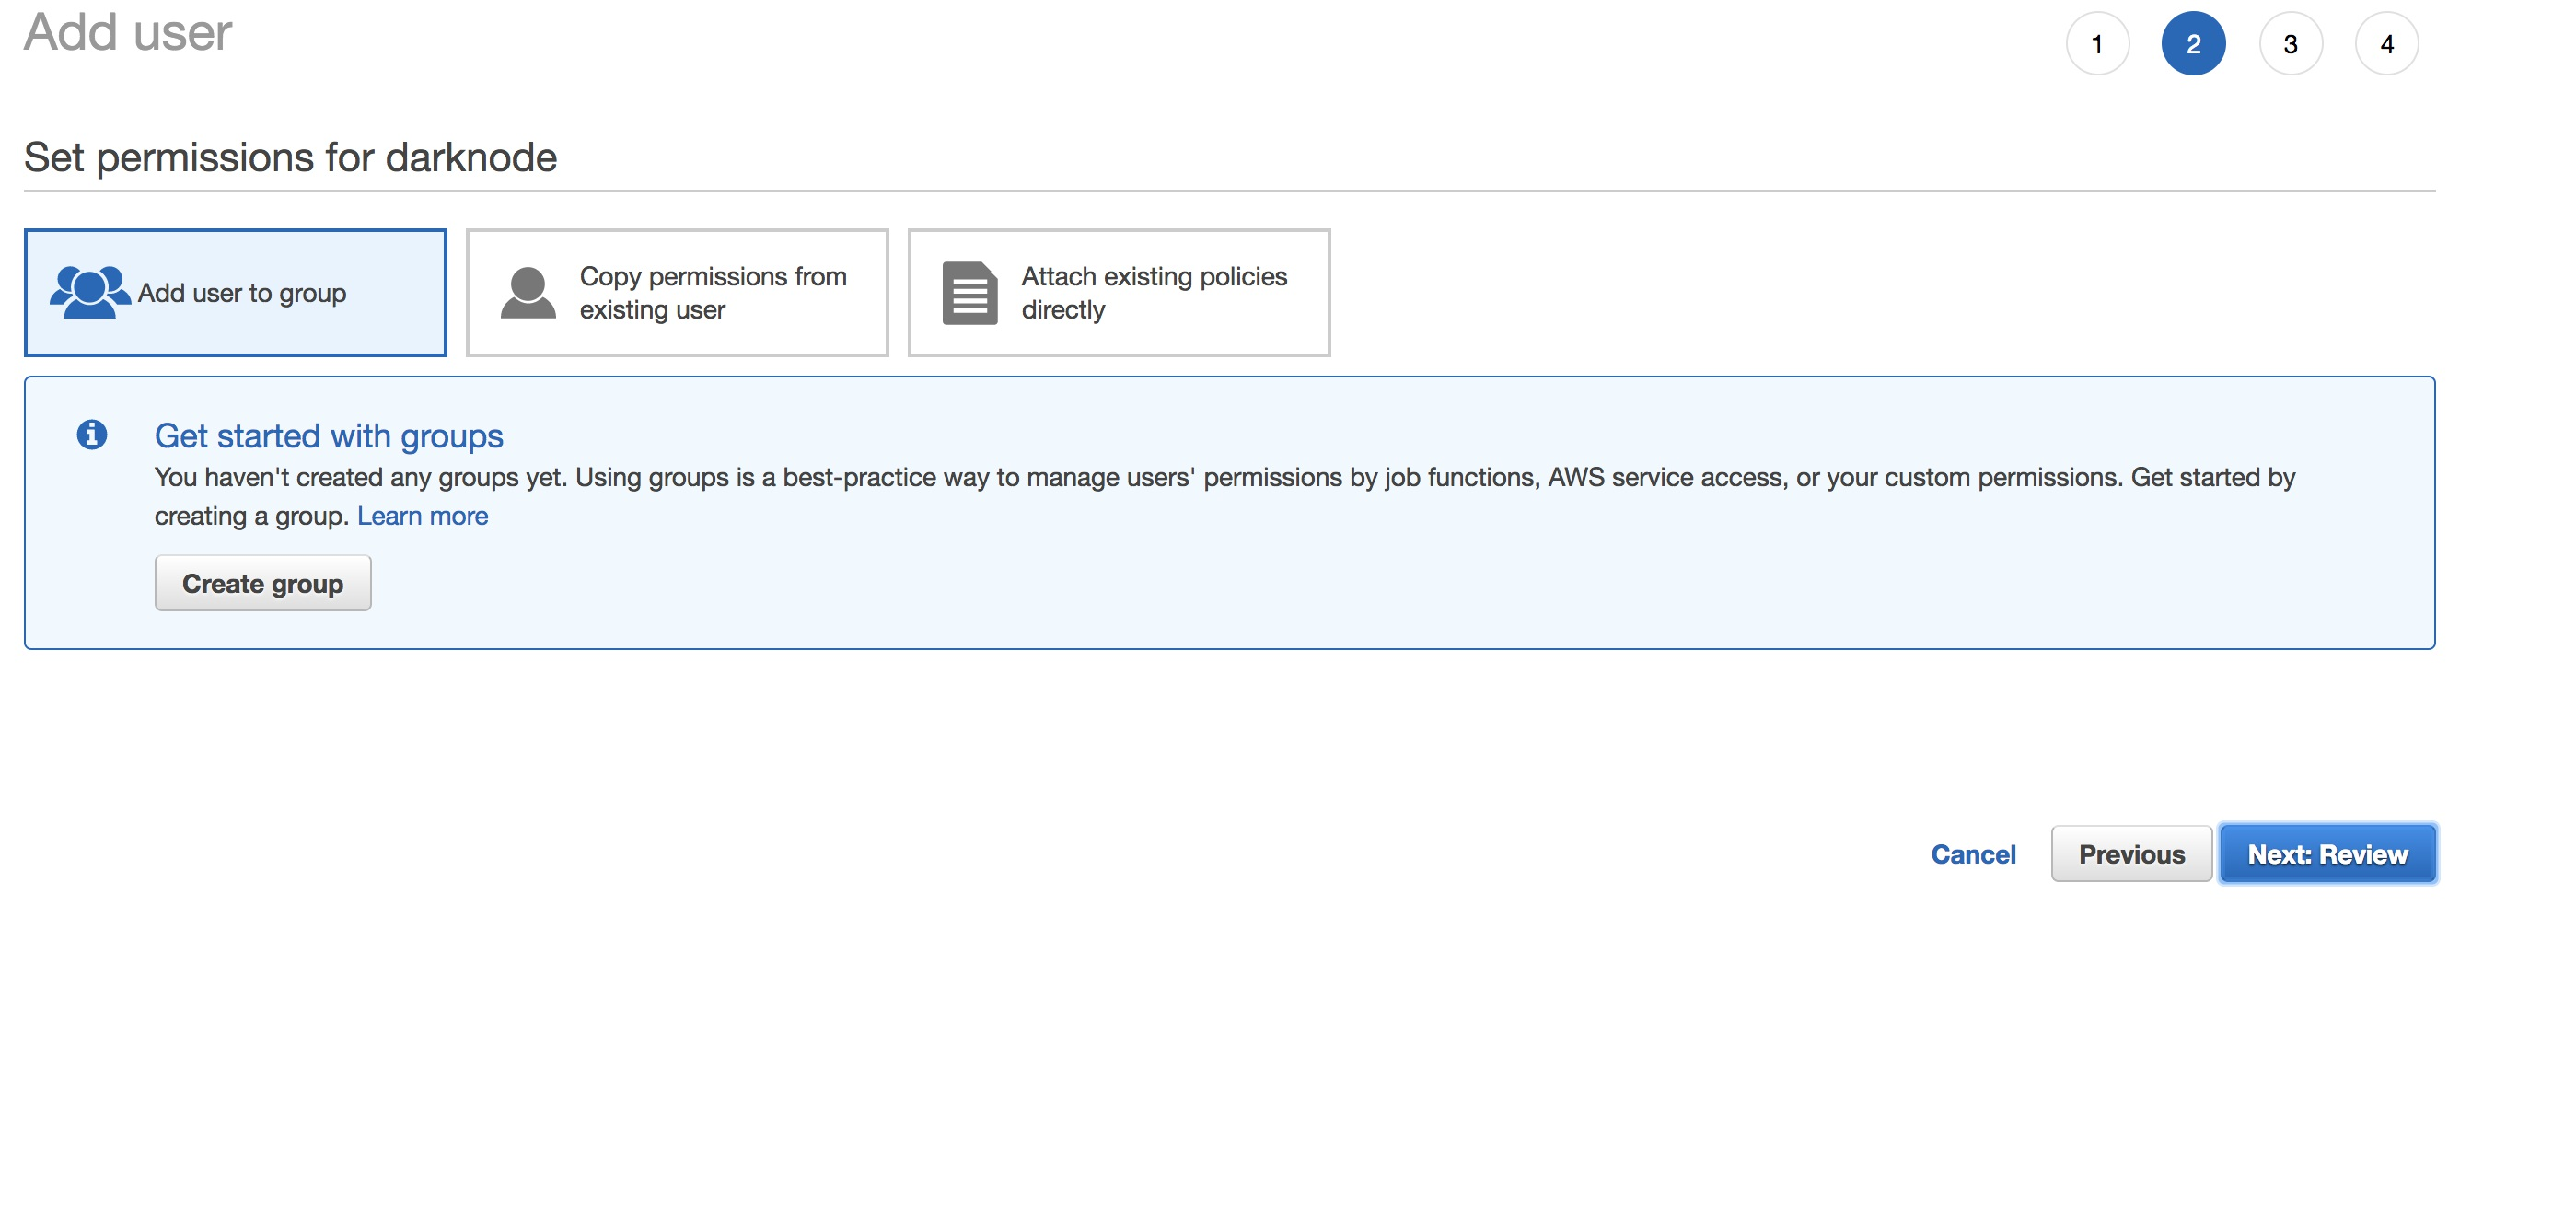 Add user
1 2 3 4
Set permissions for darknode
Add user to group
Copy permissions from
existing user
Attach existing policies
directly
Get started with groups
You haven't created any groups yet. Using groups is a best-practice way to manage users' permissions by job functions, AWS service access, or your custom permissions. Get started by
creating a group. Learn more
Create group
Cancel Previous Next: Review